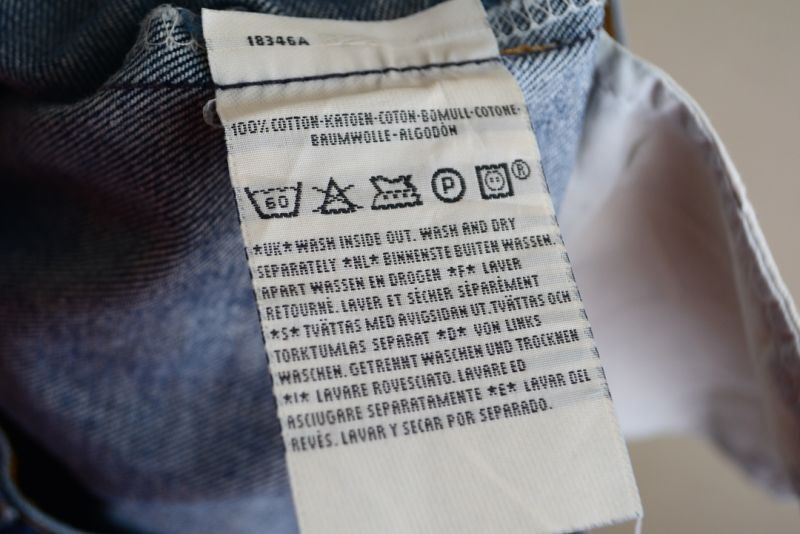 18346A
100% COTTON-KATOEN-COTON-BOMULL-COTONE-
BAUMWOLLE-ALGODÓN
60 P ®
*UK* WASH INSIDE OUT. WASH AND DRY
SEPARATELY *NL* BINNENSTE BUITEN WASSEN.
APART WASSEN EN DROGEN *F* LAVER
RETOURNÉ. LAVER ET SÈCHER SÉPARÈMENT
*S* TVÄTTAS MED AVIGSIDAN UT. TVÄTTAS OCH
TORKTUMLAS SEPARAT *D* VON LINKS
WASCHEN. GETRENNT WASCHEN UND TROCKNEN
*I* LAVARE ROVESCIATO. LAVARE ED
ASCIUGARE SEPARATAMENTE *E* LAVAR DEL
REVÉS. LAVAR Y SECAR POR SEPARADO.